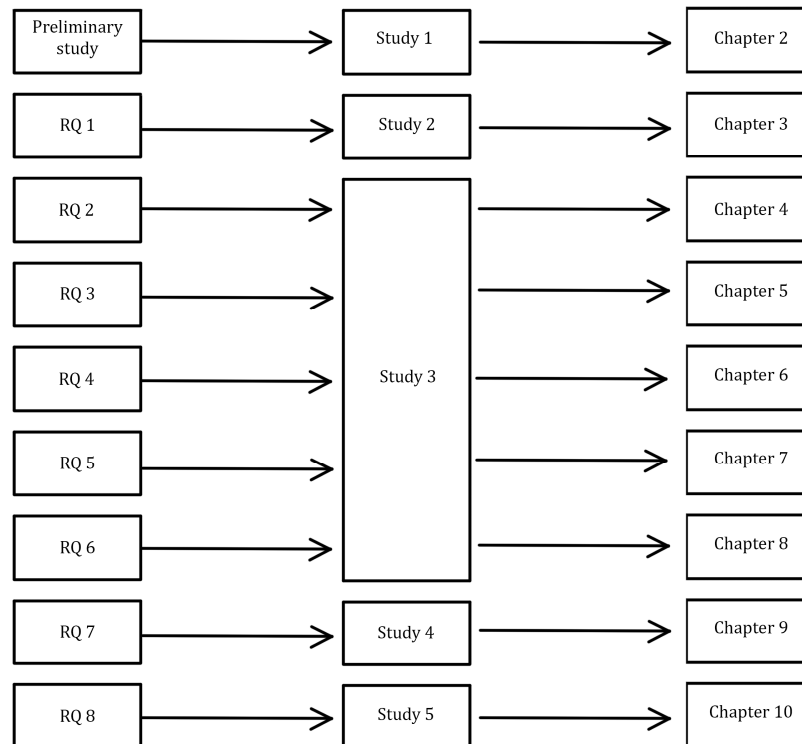 Preliminary
study
Study 1
Chapter 2
RQ 1
Study 2
Chapter 3
RQ 2
Chapter 4
RQ 3
Chapter 5
RQ 4
Study 3
Chapter 6
RQ 5
Chapter 7
RQ 6
Chapter 8
RQ 7
Study 4
Chapter 9
RQ 8
Study 5
Chapter 10